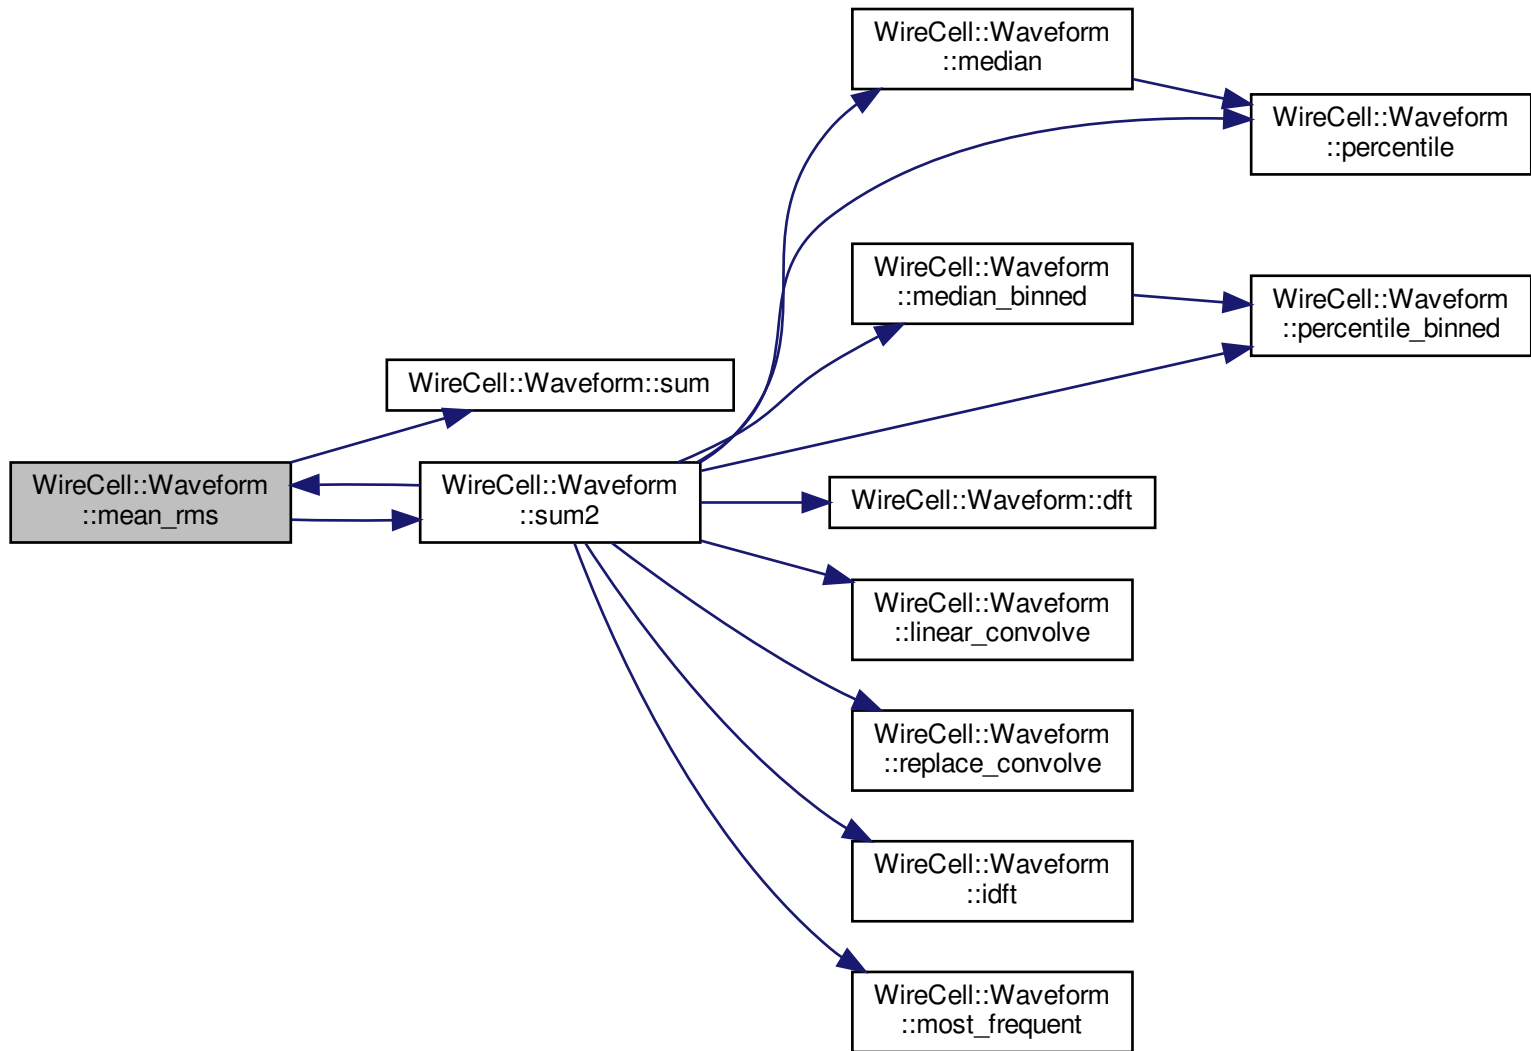 WireCell::Waveform
::median
WireCell::Waveform
::percentile
WireCell::Waveform
::median_binned
WireCell::Waveform
::percentile_binned
WireCell::Waveform::sum
WireCell::Waveform
::mean_rms
WireCell::Waveform
::sum2
WireCell::Waveform::dft
WireCell::Waveform
::linear_convolve
WireCell::Waveform
::replace_convolve
WireCell::Waveform
::idft
WireCell::Waveform
::most_frequent